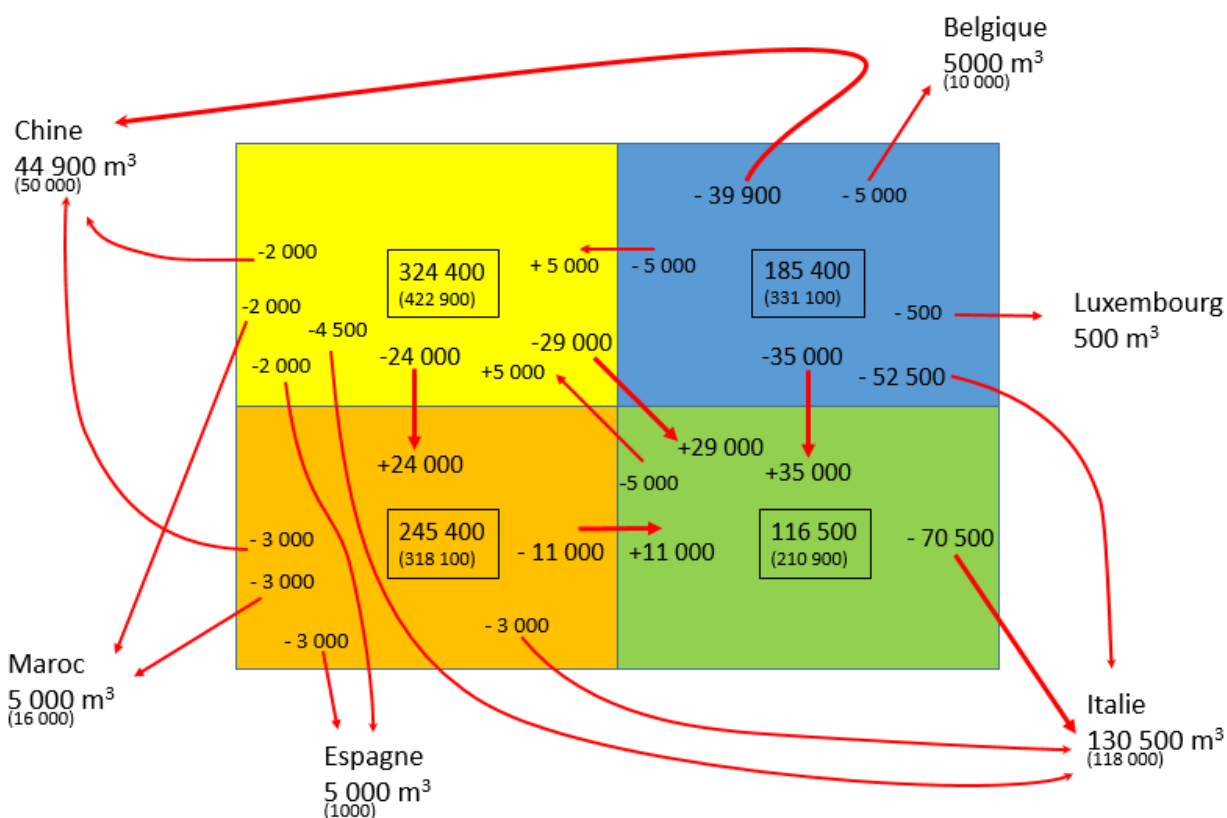 Belgique
5000 m³
(10 000)
Chine
44 900 m³
(50 000)
- 39 900
- 5 000
-2 000
+ 5 000
- 5 000
324 400
(422 900)
185 400
(331 100)
-2 000
-4 500
- 500
Luxembourg
500 m³
-2 000
-24 000
+5 000
-29 000
-35 000
- 52 500
+24 000
-5 000
+29 000
+35 000
- 3 000
- 3 000
245 400
(318 100)
- 11 000
+11 000
116 500
(210 900)
- 70 500
- 3 000
- 3 000
Maroc
5 000 m³
(16 000)
Espagne
5 000 m³
(1000)
Italie
130 500 m³
(118 000)